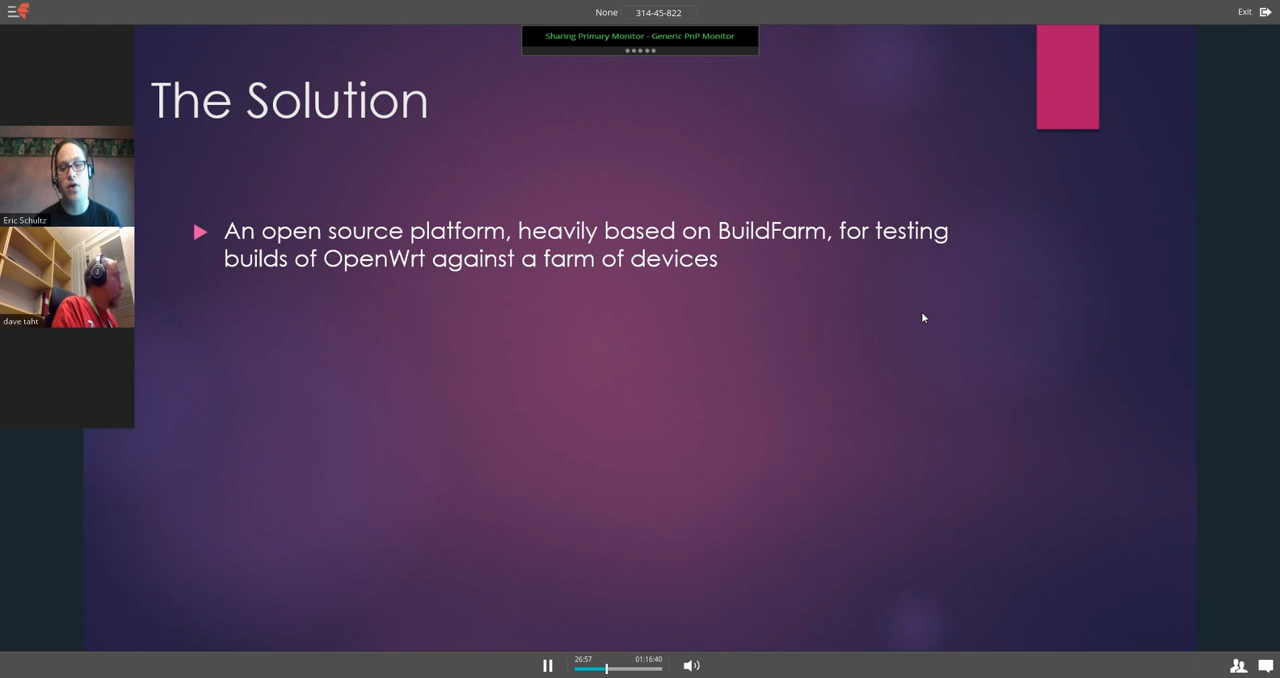 None 314-45-822
Exit
Sharing Primary Monitor - Generic PnP Monitor
The Solution
Eric Schultz
An open source platform, heavily based on BuildFarm, for testing
builds of OpenWrt against a farm of devices
dave taht
26:57 01:16:40